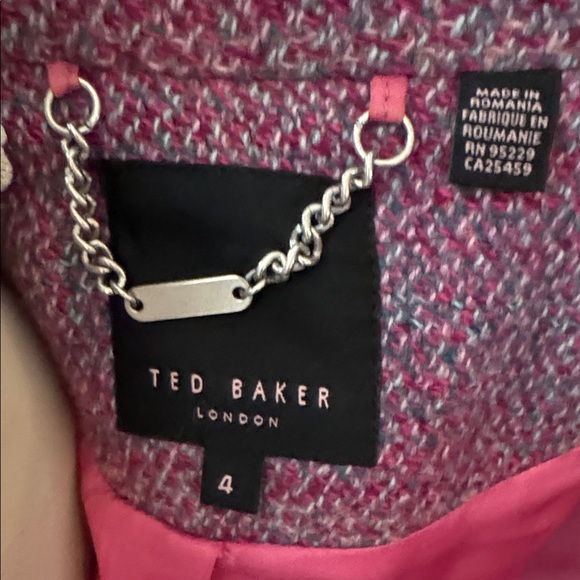 MADE IN
ROMANIA
FABRIQUE EN
ROUMANIE
RN 95229
CA25459
TED BAKER
LONDON
4